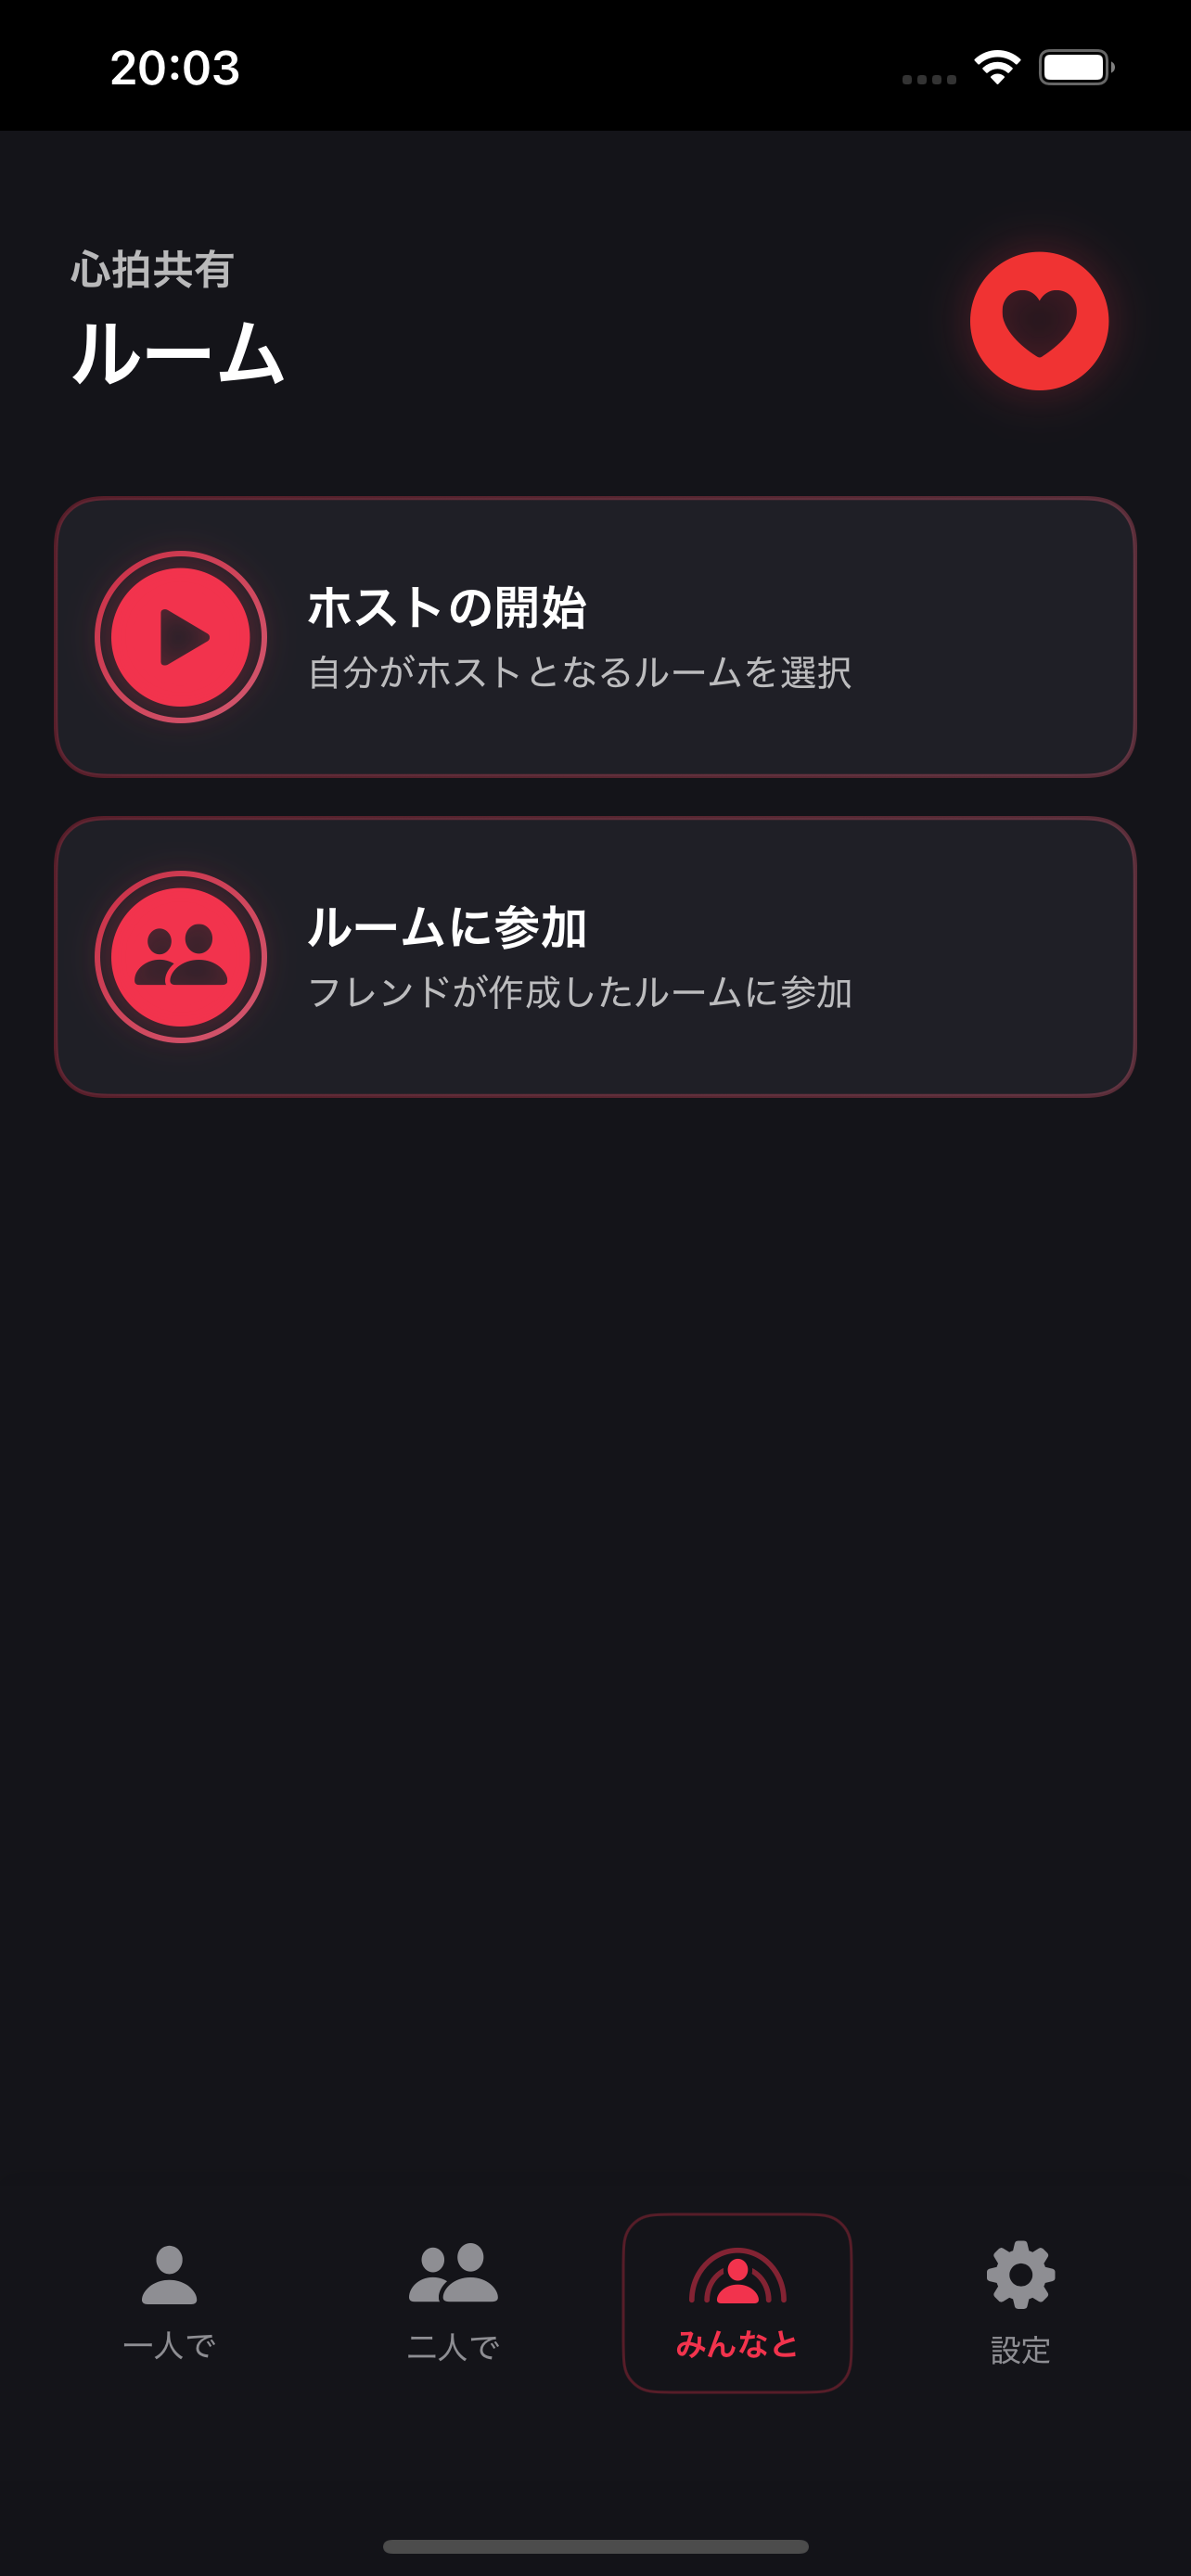 20:03
心拍共有
ルーム
ホストの開始
自分がホストとなるルームを選択
ルームに参加
フレンドが作成したルームに参加
一人で
二人で
みんなと
設定